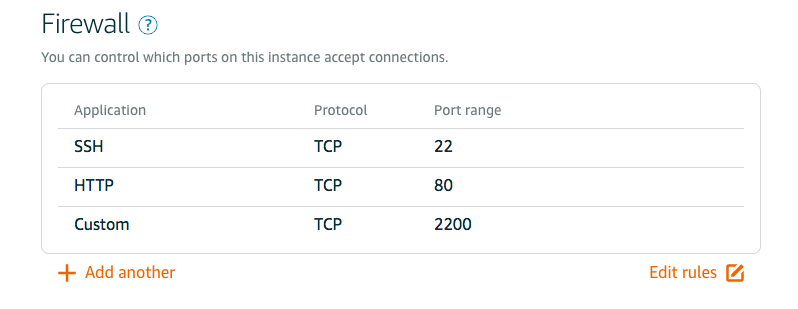 Firewall ?
You can control which ports on this instance accept connections.
Application Protocol Port range
SSH TCP 22
HTTP TCP 80
Custom TCP 2200
+ Add another Edit rules